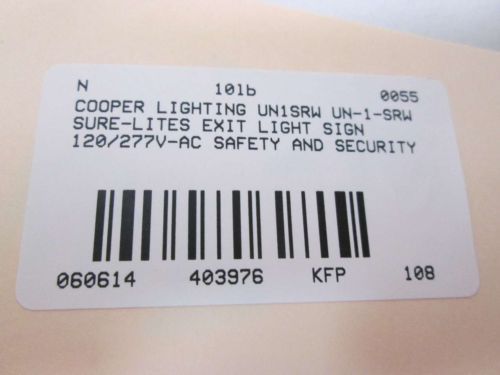 N 10lb 0055
COOPER LIGHTING UN1SRW UN-1-SRW
SURE-LITES EXIT LIGHT SIGN
120/277V-AC SAFETY AND SECURITY
060614 403976 KFP 108